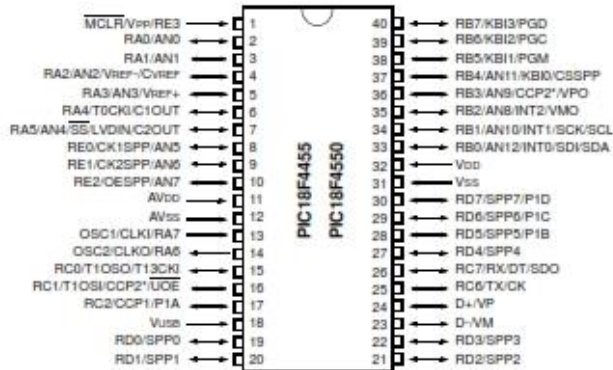 MCLR/VPP/RE3 1 40 RB7/KBI3/PGD
RA0/AN0 2 39 RB6/KBI2/PGC
RA1/AN1 3 38 RB5/KBI1/PGM
RA2/AN2/VREF-/CVREF 4 37 RB4/AN11/KBI0/CSSPP
RA3/AN3/VREF+ 5 36 RB3/AN9/CCP2*/VPO
RA4/T0CKI/C1OUT 6 35 RB2/AN8/INT2/VMO
RA5/AN4/SS/LVDIN/C2OUT 7 34 RB1/AN10/INT1/SCK/SCL
RE0/CK1SPP/AN5 8 33 RB0/AN12/INT0/SDI/SDA
RE1/CK2SPP/AN6 9 32 VDD
RE2/OESPP/AN7 10 31 VSS
AVDD 11 30 RD7/SPP7/P1D
AVSS 12 29 RD6/SPP6/P1C
OSC1/CLKI/RA7 13 28 RD5/SPP5/P1B
OSC2/CLKO/RA6 14 27 RD4/SPP4
RC0/T1OSO/T13CKI 15 26 RC7/RX/DT/SDO
RC1/T1OSI/CCP2*/UOE 16 25 RC6/TX/CK
RC2/CCP1/P1A 17 24 D+/VP
VUSB 18 23 D-/VM
RD0/SPP0 19 22 RD3/SPP3
RD1/SPP1 20 21 RD2/SPP2
PIC18F4455
PIC18F4550